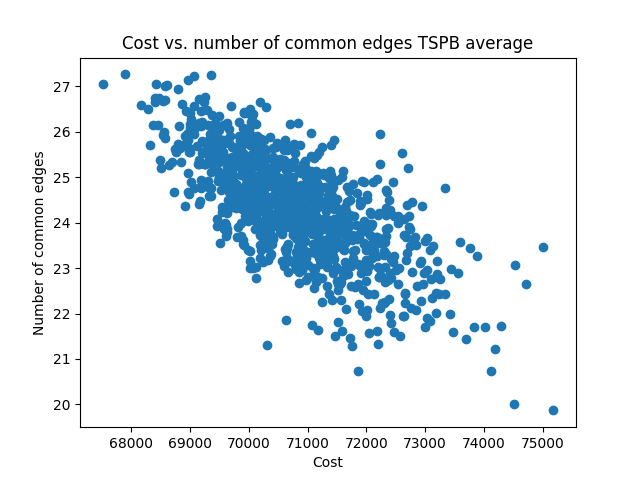 Cost vs. number of common edges TSPB average
Number of common edges
27
26
25
24
23
22
21
20
68000 69000 70000 71000 72000 73000 74000 75000
Cost